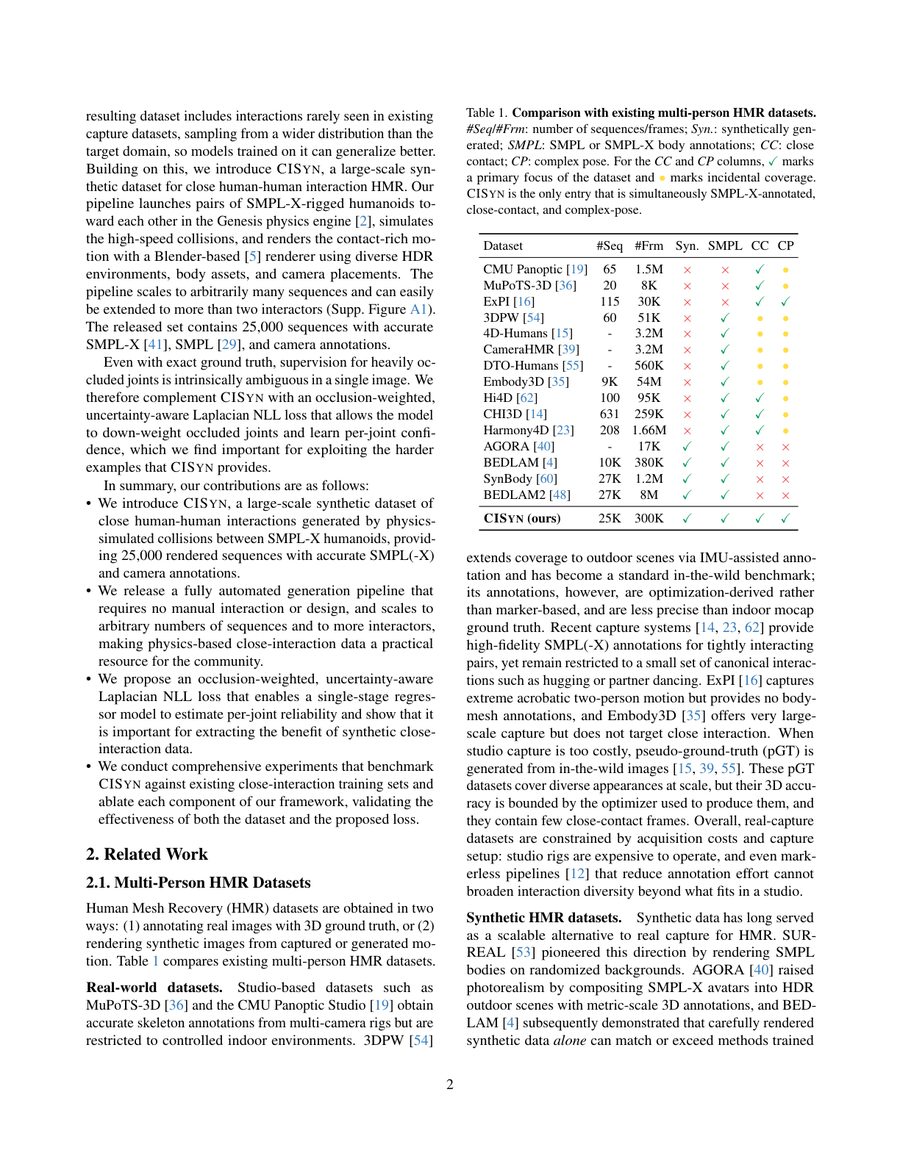 resulting dataset includes interactions rarely seen in existing
capture datasets, sampling from a wider distribution than the
target domain, so models trained on it can generalize better.
Building on this, we introduce CISYN, a large-scale syn-
thetic dataset for close human-human interaction HMR. Our
pipeline launches pairs of SMPL-X-rigged humanoids to-
ward each other in the Genesis physics engine [2], simulates
the high-speed collisions, and renders the contact-rich mo-
tion with a Blender-based [5] renderer using diverse HDR
environments, body assets, and camera placements. The
pipeline scales to arbitrarily many sequences and can easily
be extended to more than two interactors (Supp. Figure A1).
The released set contains 25,000 sequences with accurate
SMPL-X [41], SMPL [29], and camera annotations.
Even with exact ground truth, supervision for heavily oc-
cluded joints is intrinsically ambiguous in a single image. We
therefore complement CISYN with an occlusion-weighted,
uncertainty-aware Laplacian NLL loss that allows the model
to down-weight occluded joints and learn per-joint confi-
dence, which we find important for exploiting the harder
examples that CISYN provides.
In summary, our contributions are as follows:
• We introduce CISYN, a large-scale synthetic dataset of
close human-human interactions generated by physics-
simulated collisions between SMPL-X humanoids, provid-
ing 25,000 rendered sequences with accurate SMPL(-X)
and camera annotations.
• We release a fully automated generation pipeline that
requires no manual interaction or design, and scales to
arbitrary numbers of sequences and to more interactors,
making physics-based close-interaction data a practical
resource for the community.
• We propose an occlusion-weighted, uncertainty-aware
Laplacian NLL loss that enables a single-stage regres-
sor model to estimate per-joint reliability and show that it
is important for extracting the benefit of synthetic close-
interaction data.
• We conduct comprehensive experiments that benchmark
CISYN against existing close-interaction training sets and
ablate each component of our framework, validating the
effectiveness of both the dataset and the proposed loss.
2. Related Work
2.1. Multi-Person HMR Datasets
Human Mesh Recovery (HMR) datasets are obtained in two
ways: (1) annotating real images with 3D ground truth, or (2)
rendering synthetic images from captured or generated mo-
tion. Table 1 compares existing multi-person HMR datasets.
Real-world datasets. Studio-based datasets such as
MuPoTS-3D [36] and the CMU Panoptic Studio [19] obtain
accurate skeleton annotations from multi-camera rigs but are
restricted to controlled indoor environments. 3DPW [54]
Table 1. Comparison with existing multi-person HMR datasets.
#Seq/#Frm: number of sequences/frames; Syn.: synthetically gen-
erated; SMPL: SMPL or SMPL-X body annotations; CC: close
contact; CP: complex pose. For the CC and CP columns, ✓ marks
a primary focus of the dataset and ● marks incidental coverage.
CISYN is the only entry that is simultaneously SMPL-X-annotated,
close-contact, and complex-pose.
Dataset #Seq #Frm Syn. SMPL CC CP
CMU Panoptic [19] 65 1.5M × × ✓ ●
MuPoTS-3D [36] 20 8K × × ✓ ●
ExPI [16] 115 30K × × ✓ ✓
3DPW [54] 60 51K × ✓ ● ●
4D-Humans [15] - 3.2M × ✓ ● ●
CameraHMR [39] - 3.2M × ✓ ● ●
DTO-Humans [55] - 560K × ✓ ● ●
Embody3D [35] 9K 54M × ✓ ● ●
Hi4D [62] 100 95K × ✓ ✓ ●
CHI3D [14] 631 259K × ✓ ✓ ●
Harmony4D [23] 208 1.66M × ✓ ✓ ●
AGORA [40] - 17K ✓ ✓ × ×
BEDLAM [4] 10K 380K ✓ ✓ × ×
SynBody [60] 27K 1.2M ✓ ✓ × ×
BEDLAM2 [48] 27K 8M ✓ ✓ × ×
CISYN (ours) 25K 300K ✓ ✓ ✓ ✓
extends coverage to outdoor scenes via IMU-assisted anno-
tation and has become a standard in-the-wild benchmark;
its annotations, however, are optimization-derived rather
than marker-based, and are less precise than indoor mocap
ground truth. Recent capture systems [14, 23, 62] provide
high-fidelity SMPL(-X) annotations for tightly interacting
pairs, yet remain restricted to a small set of canonical interac-
tions such as hugging or partner dancing. ExPI [16] captures
extreme acrobatic two-person motion but provides no body-
mesh annotations, and Embody3D [35] offers very large-
scale capture but does not target close interaction. When
studio capture is too costly, pseudo-ground-truth (pGT) is
generated from in-the-wild images [15, 39, 55]. These pGT
datasets cover diverse appearances at scale, but their 3D accu-
racy is bounded by the optimizer used to produce them, and
they contain few close-contact frames. Overall, real-capture
datasets are constrained by acquisition costs and capture
setup: studio rigs are expensive to operate, and even mark-
erless pipelines [12] that reduce annotation effort cannot
broaden interaction diversity beyond what fits in a studio.
Synthetic HMR datasets. Synthetic data has long served
as a scalable alternative to real capture for HMR. SUR-
REAL [53] pioneered this direction by rendering SMPL
bodies on randomized backgrounds. AGORA [40] raised
photorealism by compositing SMPL-X avatars into HDR
outdoor scenes with metric-scale 3D annotations, and BED-
LAM [4] subsequently demonstrated that carefully rendered
synthetic data alone can match or exceed methods trained
2